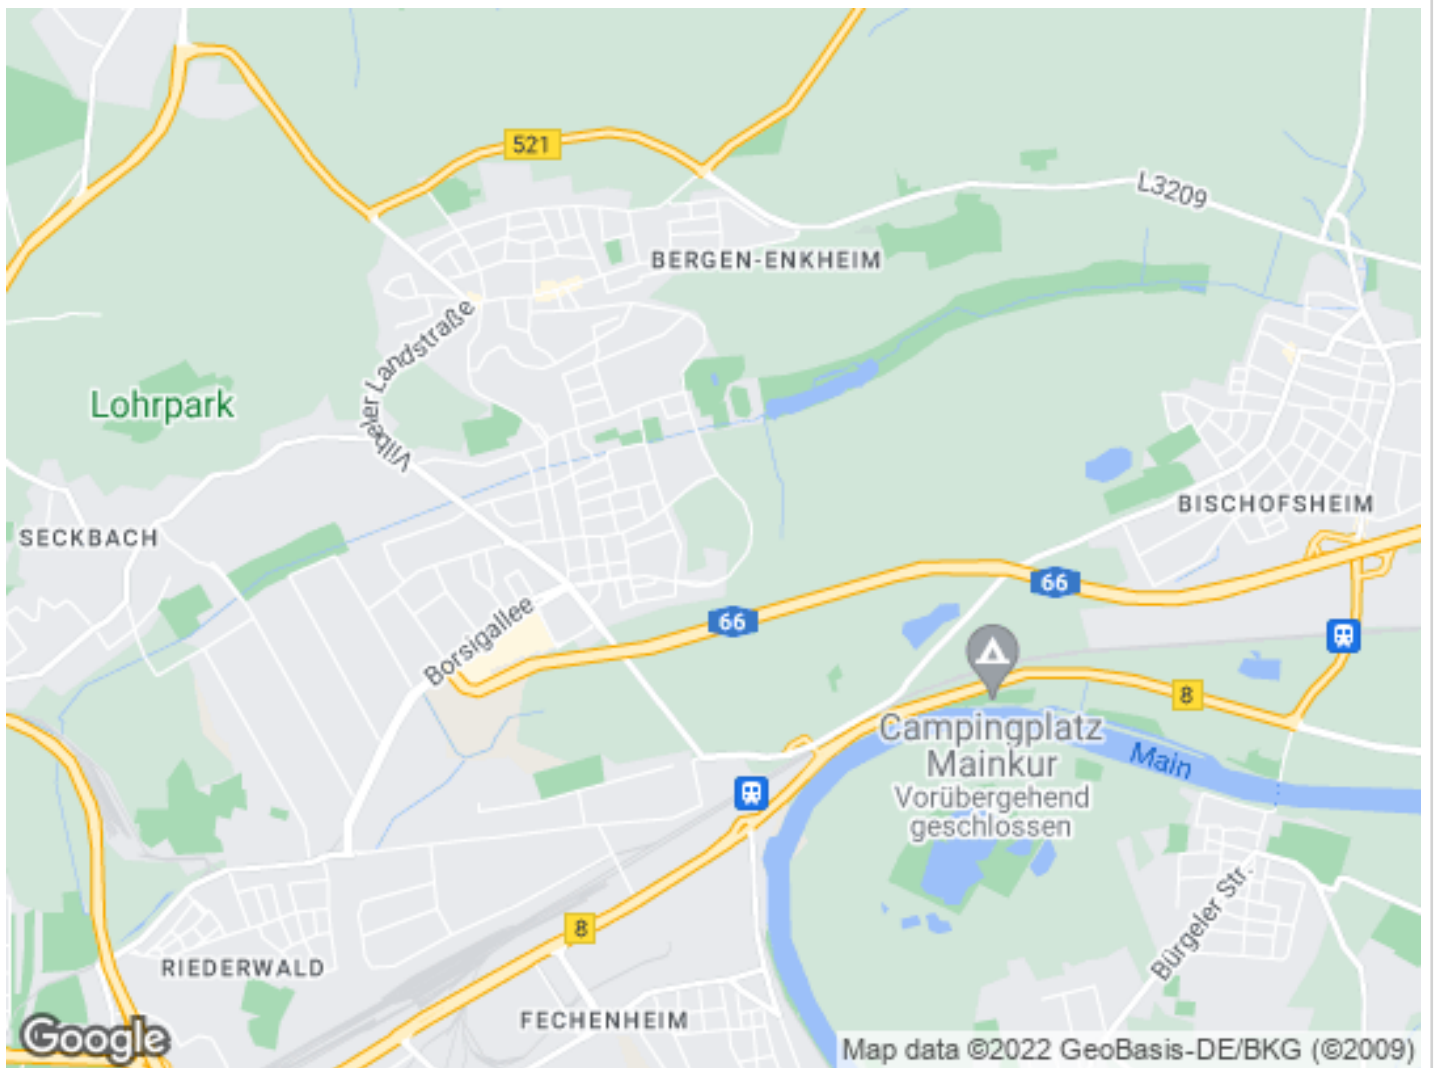 521
L3209
BERGEN-ENKHEIM
Vilbeler Landstraße
Lohrpark
BISCHOFSHEIM
SECKBACH
66
66
Borsigallee
8
Campingplatz
Mainkur
Vorübergehend
geschlossen
Main
Bürgeler Str.
8
RIEDERWALD
FECHENHEIM
Google
Map data ©2022 GeoBasis-DE/BKG (©2009)